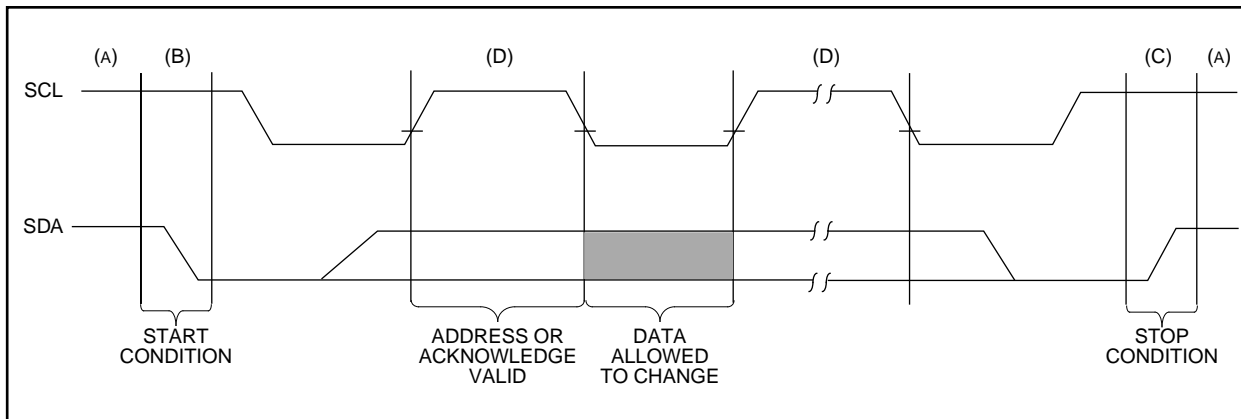 (A) (B) (D) (D) (C) (A)
SCL
SDA
START
CONDITION
ADDRESS OR
ACKNOWLEDGE
VALID
DATA
ALLOWED
TO CHANGE
STOP
CONDITION